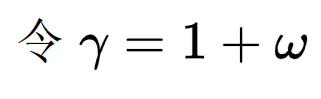 令 γ = 1 + ω